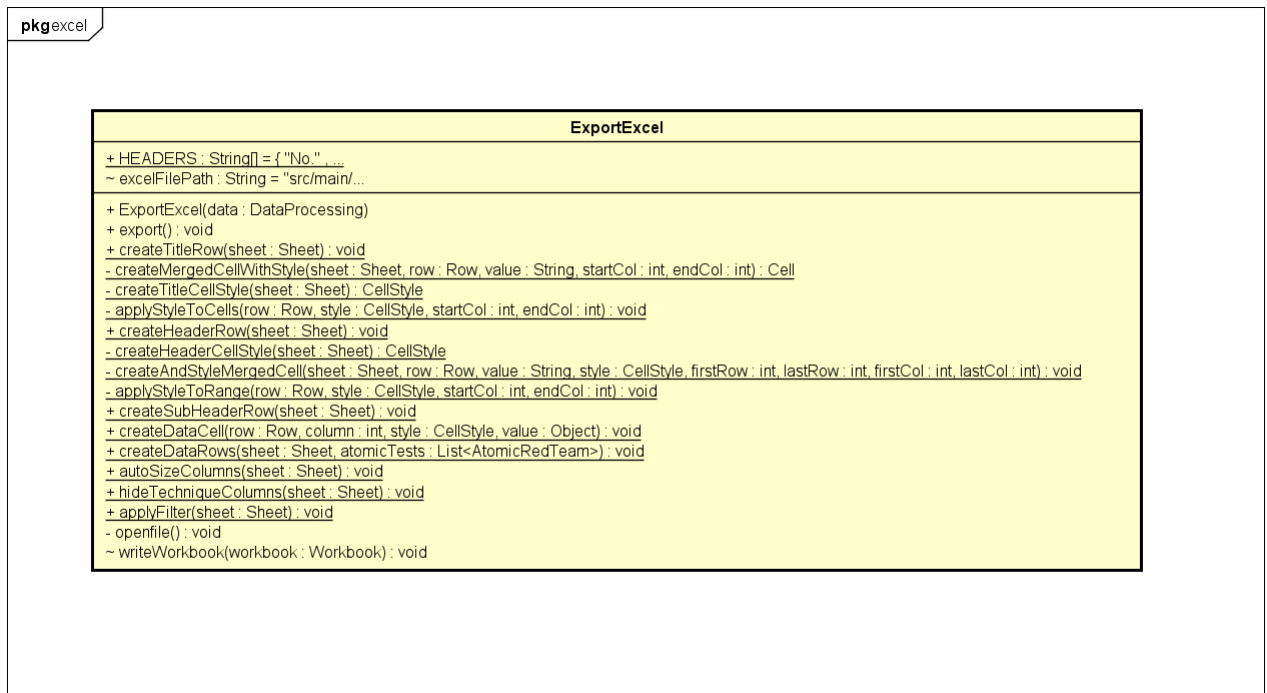 pkgexcel
ExportExcel
+ HEADERS : String[] = { "No." , ...
~ excelFilePath : String = "src/main/...
+ ExportExcel(data : DataProcessing)
+ export() : void
+ createTitleRow(sheet : Sheet) : void
- createMergedCellWithStyle(sheet : Sheet, row : Row, value : String, startCol : int, endCol : int) : Cell
- createTitleCellStyle(sheet : Sheet) : CellStyle
- applyStyleToCells(row : Row, style : CellStyle, startCol : int, endCol : int) : void
+ createHeaderRow(sheet : Sheet) : void
- createHeaderCellStyle(sheet : Sheet) : CellStyle
- createAndStyleMergedCell(sheet : Sheet, row : Row, value : String, style : CellStyle, firstRow : int, lastRow : int, firstCol : int, lastCol : int) : void
- applyStyleToRange(row : Row, style : CellStyle, startCol : int, endCol : int) : void
+ createSubHeaderRow(sheet : Sheet) : void
+ createDataCell(row : Row, column : int, style : CellStyle, value : Object) : void
+ createDataRows(sheet : Sheet, atomicTests : List<AtomicRedTeam>) : void
+ autoSizeColumns(sheet : Sheet) : void
+ hideTechniqueColumns(sheet : Sheet) : void
+ applyFilter(sheet : Sheet) : void
- openfile() : void
~ writeWorkbook(workbook : Workbook) : void